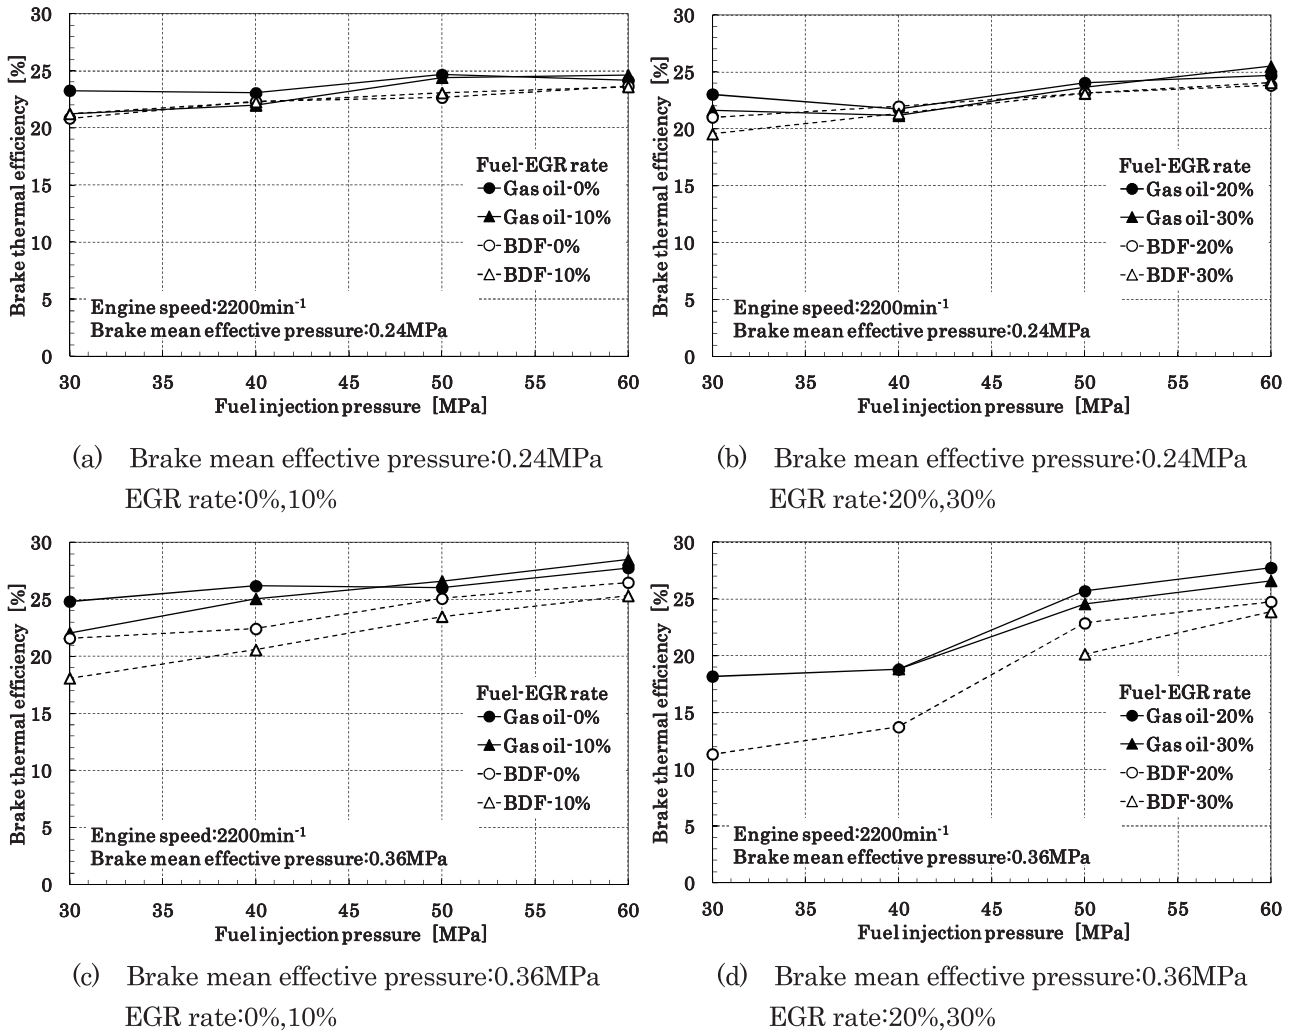 Brake thermal efficiency [%]
30
25
20
15
10
5
0
Fuel-EGR rate
Gas oil-0%
Gas oil-10%
BDF-0%
BDF-10%
Engine speed:2200min-1
Brake mean effective pressure:0.24MPa
30 35 40 45 50 55 60
Fuel injection pressure [MPa]
(a) Brake mean effective pressure:0.24MPa
EGR rate:0%,10%
Brake thermal efficiency [%]
30
25
20
15
10
5
0
Fuel-EGR rate
Gas oil-20%
Gas oil-30%
BDF-20%
BDF-30%
Engine speed:2200min-1
Brake mean effective pressure:0.24MPa
30 35 40 45 50 55 60
Fuel injection pressure [MPa]
(b) Brake mean effective pressure:0.24MPa
EGR rate:20%,30%
Brake thermal efficiency [%]
30
25
20
15
10
5
0
Fuel-EGR rate
Gas oil-0%
Gas oil-10%
BDF-0%
BDF-10%
Engine speed:2200min-1
Brake mean effective pressure:0.36MPa
30 35 40 45 50 55 60
Fuel injection pressure [MPa]
(c) Brake mean effective pressure:0.36MPa
EGR rate:0%,10%
Brake thermal efficiency [%]
30
25
20
15
10
5
0
Fuel-EGR rate
Gas oil-20%
Gas oil-30%
BDF-20%
BDF-30%
Engine speed:2200min-1
Brake mean effective pressure:0.36MPa
30 35 40 45 50 55 60
Fuel injection pressure [MPa]
(d) Brake mean effective pressure:0.36MPa
EGR rate:20%,30%